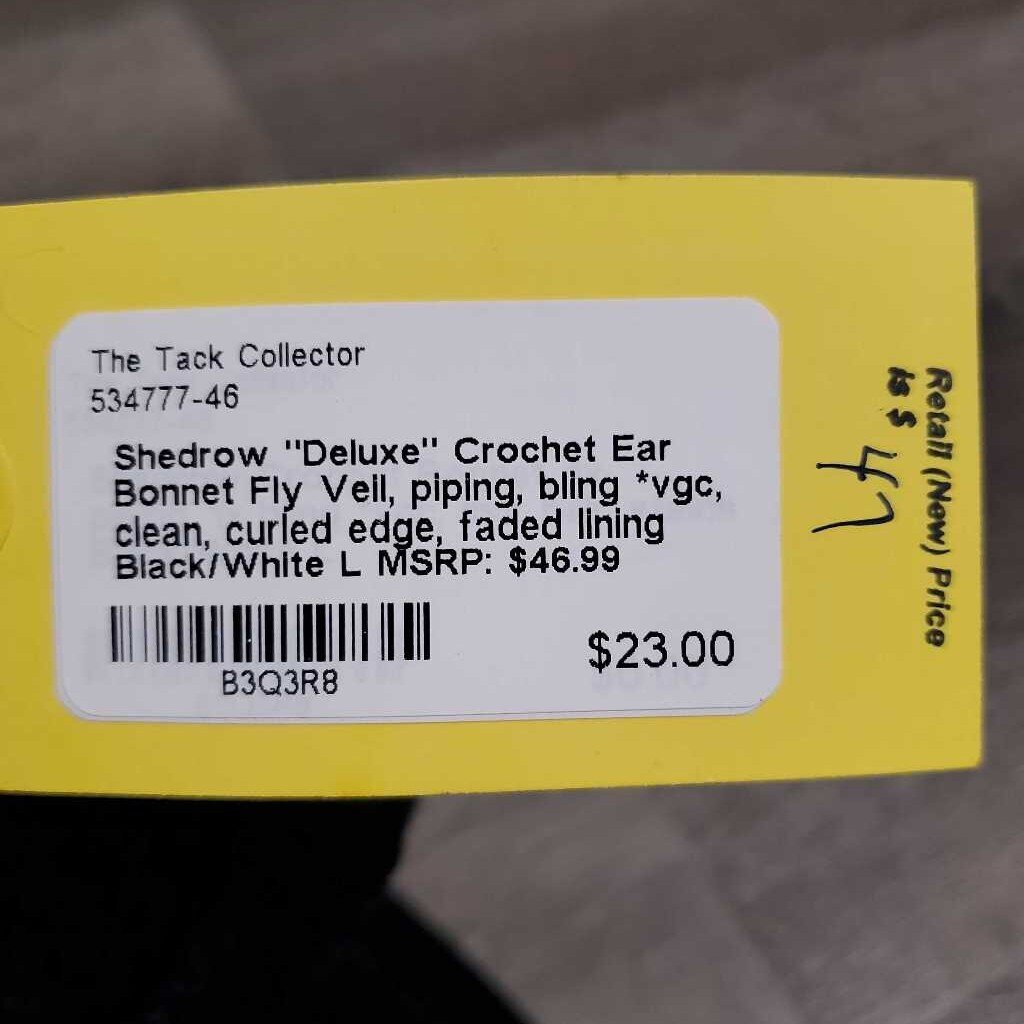 The Tack Collector
534777-46
Shedrow "Deluxe" Crochet Ear
Bonnet Fly Veil, piping, bling *vgc,
clean, curled edge, faded lining
Black/White L MSRP: $46.99
B3Q3R8
$23.00
Retail (New) Price
is $ 47